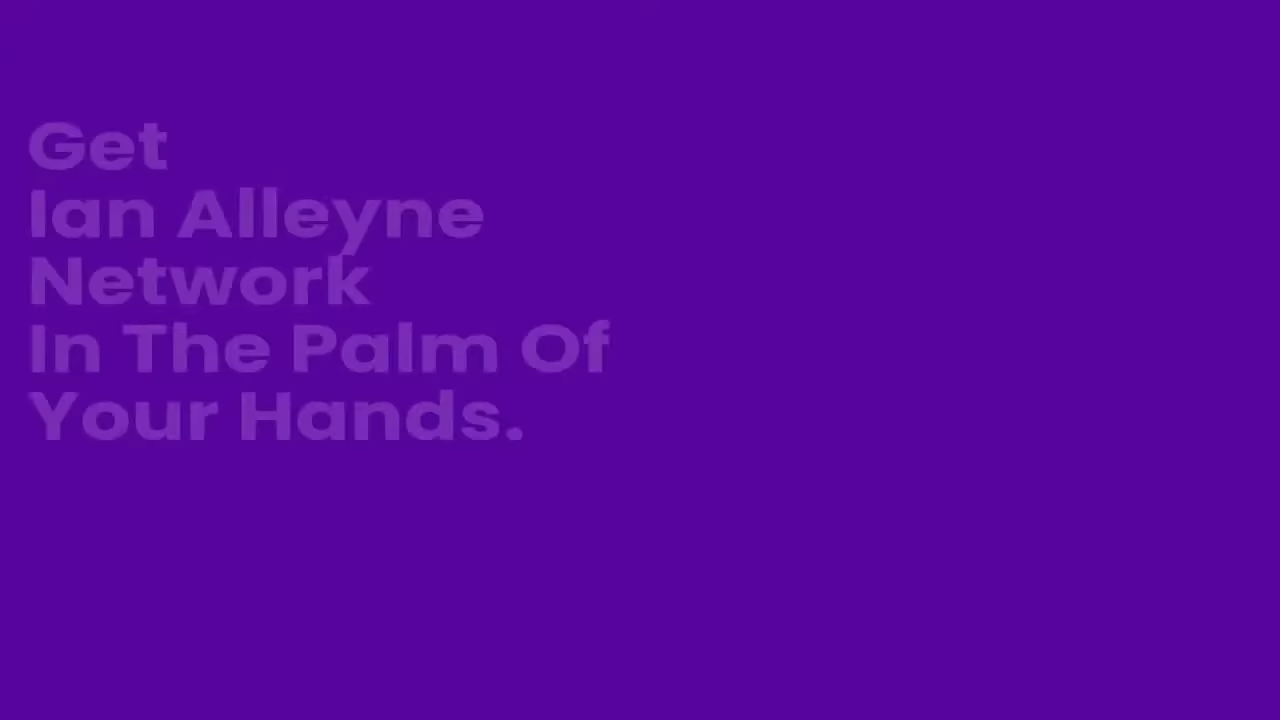 Get
Ian Alleyne
Network
In The Palm Of
Your Hands.